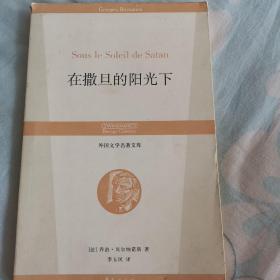 Georges Bernanos
Sous le Soleil de Satan
在撒旦的阳光下
外国文学名著文库
[法] 乔治·贝尔纳诺斯 著
李玉民 译